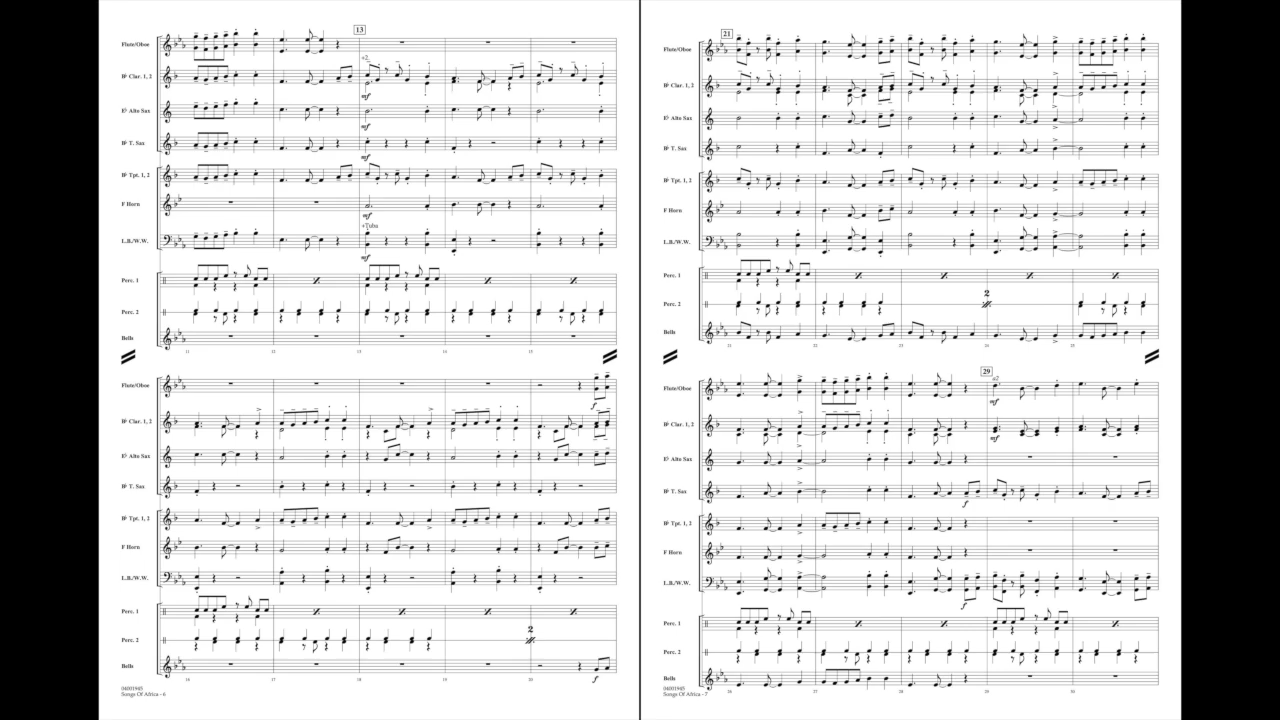 13
Flute/Oboe
B♭ Clar. 1, 2
a2
mf
E♭ Alto Sax
mf
B♭ T. Sax
mf
B♭ Tpt. 1, 2
F Horn
mf
+Tuba
L.B./W.W.
mf
Perc. 1
Perc. 2
Bells
11 12 13 14 15
Flute/Oboe
f
B♭ Clar. 1, 2
E♭ Alto Sax
B♭ T. Sax
B♭ Tpt. 1, 2
F Horn
L.B./W.W.
Perc. 1
2
Perc. 2
Bells
f
16 17 18 19 20
04001945
Songs Of Africa - 6
21
Flute/Oboe
B♭ Clar. 1, 2
E♭ Alto Sax
B♭ T. Sax
B♭ Tpt. 1, 2
F Horn
L.B./W.W.
Perc. 1
2
Perc. 2
Bells
21 22 23 24 25
29
a2
Flute/Oboe
mf
B♭ Clar. 1, 2
mf
E♭ Alto Sax
B♭ T. Sax
f
B♭ Tpt. 1, 2
F Horn
L.B./W.W.
f
Perc. 1
Perc. 2
Bells
26 27 28 29 30
04001945
Songs Of Africa - 7